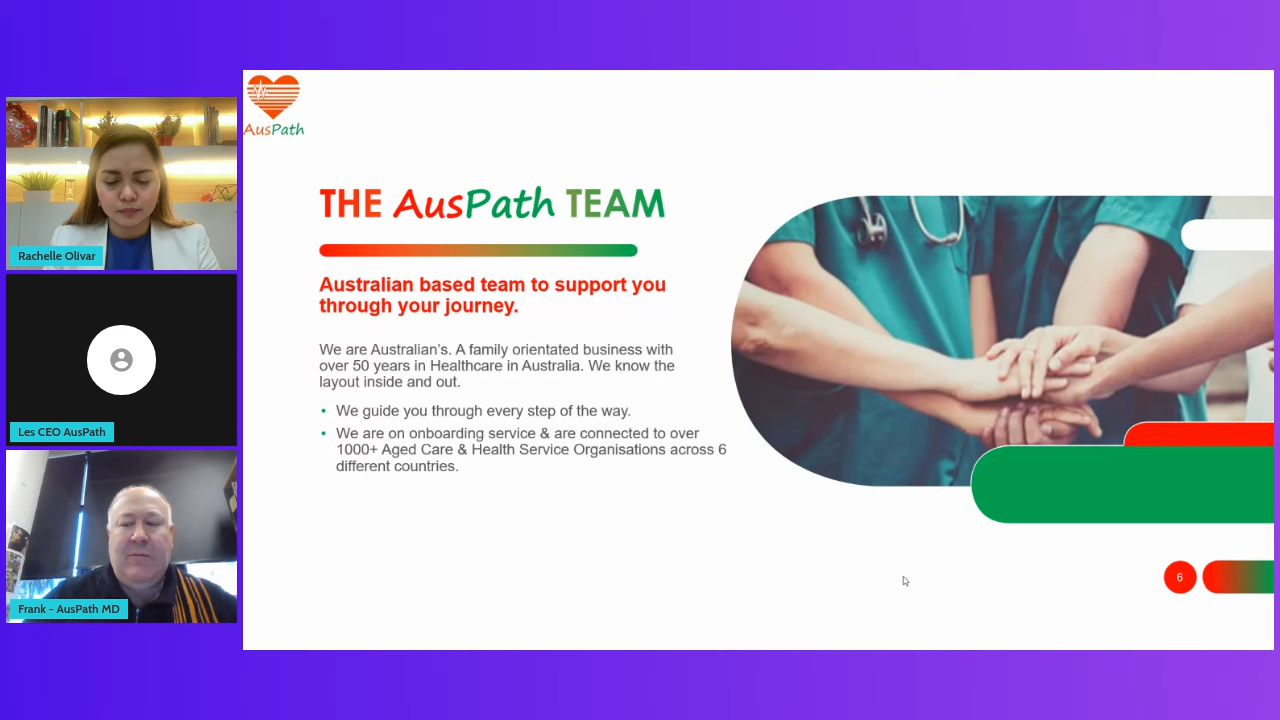 AusPath
THE AusPath TEAM
Australian based team to support you
through your journey.
We are Australian’s. A family orientated business with
over 50 years in Healthcare in Australia. We know the
layout inside and out.
• We guide you through every step of the way.
• We are on onboarding service & are connected to over
1000+ Aged Care & Health Service Organisations across 6
different countries.
6
Rachelle Olivar
Les CEO AusPath
Frank - AusPath MD